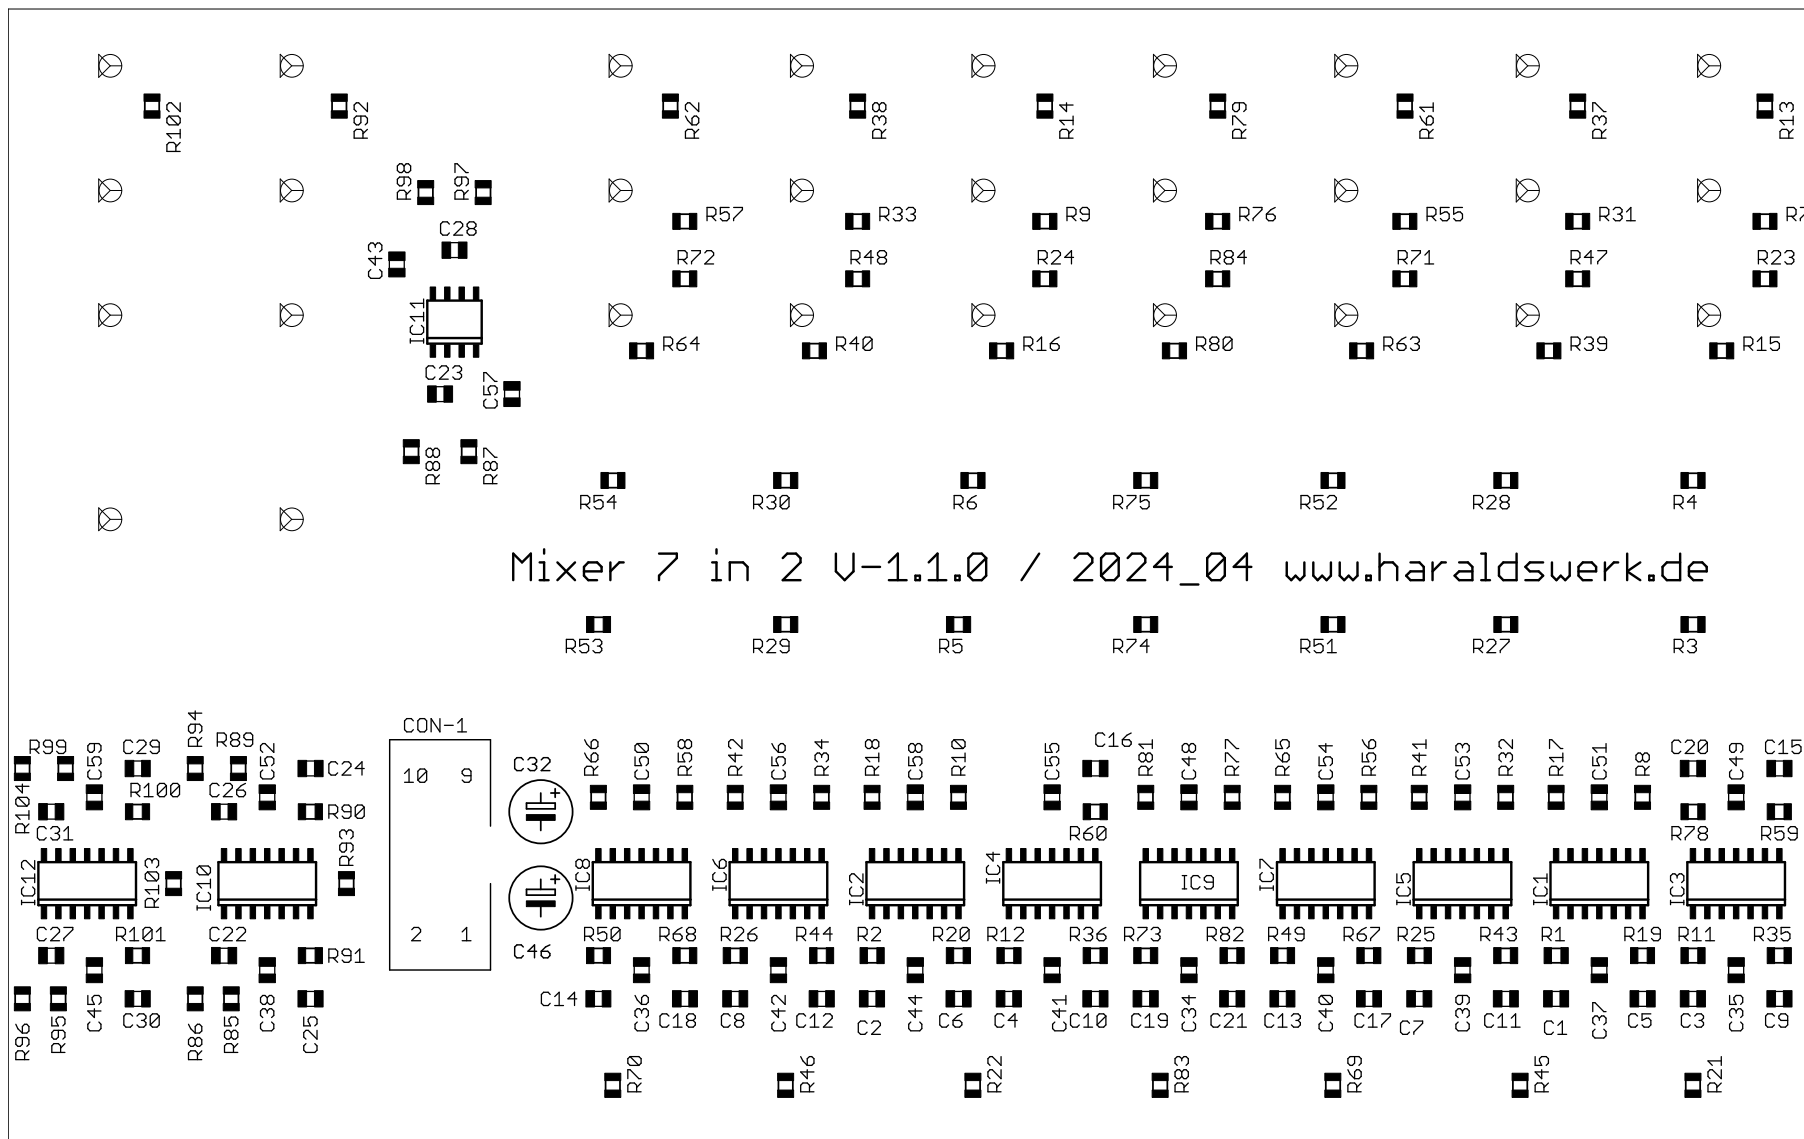 R102 R92 R62 R38 R14 R79 R61 R37 R13
R98 R97
R57 R33 R9 R76 R55 R31
C28
C43 R72 R48 R24 R84 R71 R47 R23
IC11
R64 R40 R16 R80 R63 R39 R15
C23 C57
R88 R87
R54 R30 R6 R75 R52 R28 R4
Mixer 7 in 2 V-1.1.0 / 2024_04 www.haraldswerk.de
R53 R29 R5 R74 R51 R27 R3
CON-1
R99 C59 C29 R94 R89 C52 C24
10 9
C32
R66 C50 R58 R42 C56 R34 R18 C58 R10 C55 C16 R81 C48 R77 R65 C54 R56 R41 C53 R32 R17 C51 R8 C20 C49 C15
R104 R100 C26 R90
C31 R93 R60 R78 R59
IC12 R103 IC10 IC8 IC6 IC2 IC4 IC9 IC7 IC5 IC1 IC3
C27 R101 C22 R91
2 1
C46
R50 R68 R26 R44 R2 R20 R12 R36 R73 R82 R49 R67 R25 R43 R1 R19 R11 R35
C14 C36 C42 C44 C41 C34 C40 C39 C37 C35
R96 R95 C45 C30 R86 R85 C38 C25
C18 C8 C12 C2 C6 C4 C10 C19 C21 C13 C17 C7 C11 C1 C5 C3 C9
R70 R46 R22 R83 R69 R45 R21